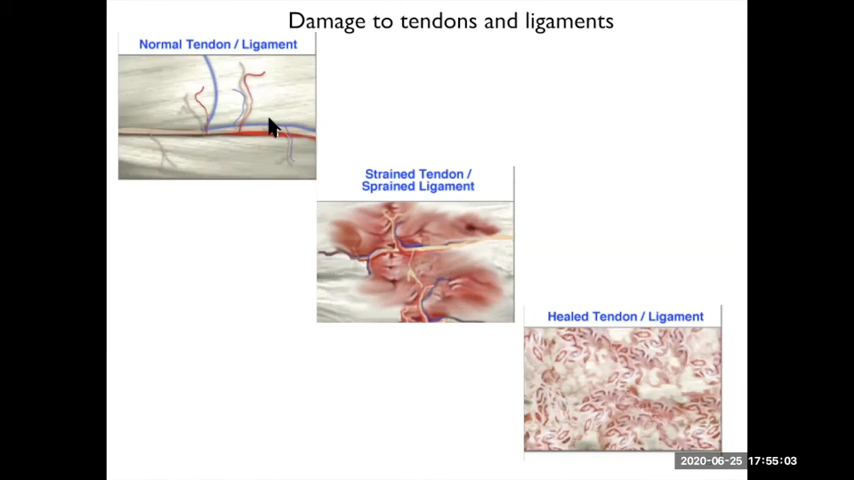 Damage to tendons and ligaments
Normal Tendon / Ligament
Strained Tendon /
Sprained Ligament
Healed Tendon / Ligament
2020-06-25 17:55:03